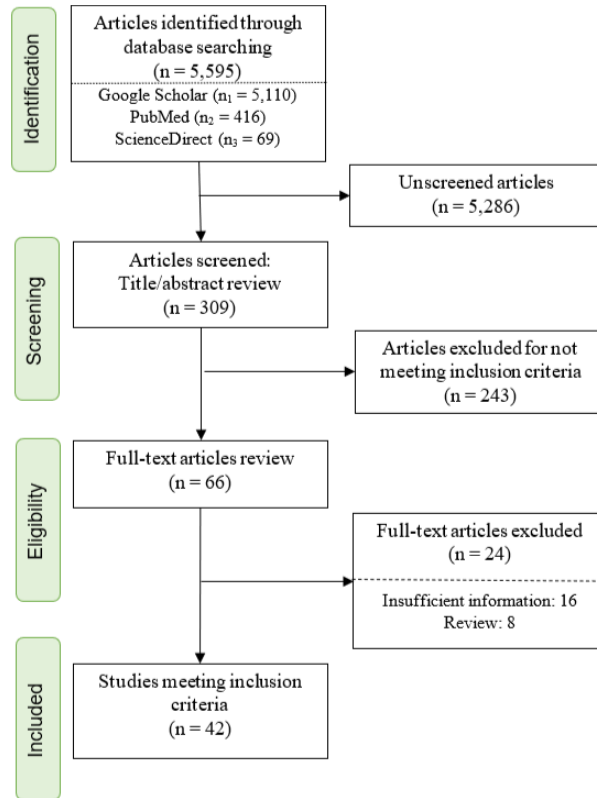 Identification
Articles identified through
database searching
(n = 5,595)
Google Scholar (n₁ = 5,110)
PubMed (n₂ = 416)
ScienceDirect (n₃ = 69)
Unscreened articles
(n = 5,286)
Screening
Articles screened:
Title/abstract review
(n = 309)
Articles excluded for not
meeting inclusion criteria
(n = 243)
Eligibility
Full-text articles review
(n = 66)
Full-text articles excluded
(n = 24)
Insufficient information: 16
Review: 8
Included
Studies meeting inclusion
criteria
(n = 42)